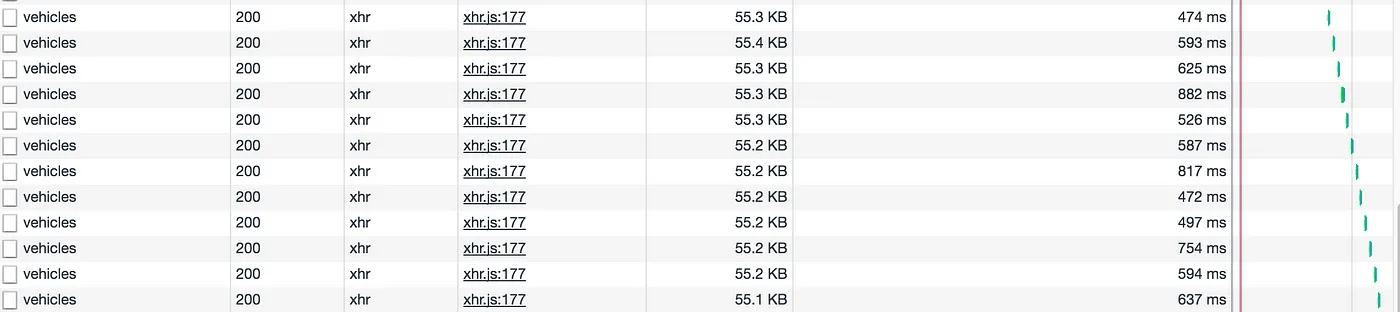 vehicles 200 xhr xhr.js:177 55.3 KB 474 ms
vehicles 200 xhr xhr.js:177 55.4 KB 593 ms
vehicles 200 xhr xhr.js:177 55.3 KB 625 ms
vehicles 200 xhr xhr.js:177 55.3 KB 882 ms
vehicles 200 xhr xhr.js:177 55.3 KB 526 ms
vehicles 200 xhr xhr.js:177 55.2 KB 587 ms
vehicles 200 xhr xhr.js:177 55.2 KB 817 ms
vehicles 200 xhr xhr.js:177 55.2 KB 472 ms
vehicles 200 xhr xhr.js:177 55.2 KB 497 ms
vehicles 200 xhr xhr.js:177 55.2 KB 754 ms
vehicles 200 xhr xhr.js:177 55.2 KB 594 ms
vehicles 200 xhr xhr.js:177 55.1 KB 637 ms